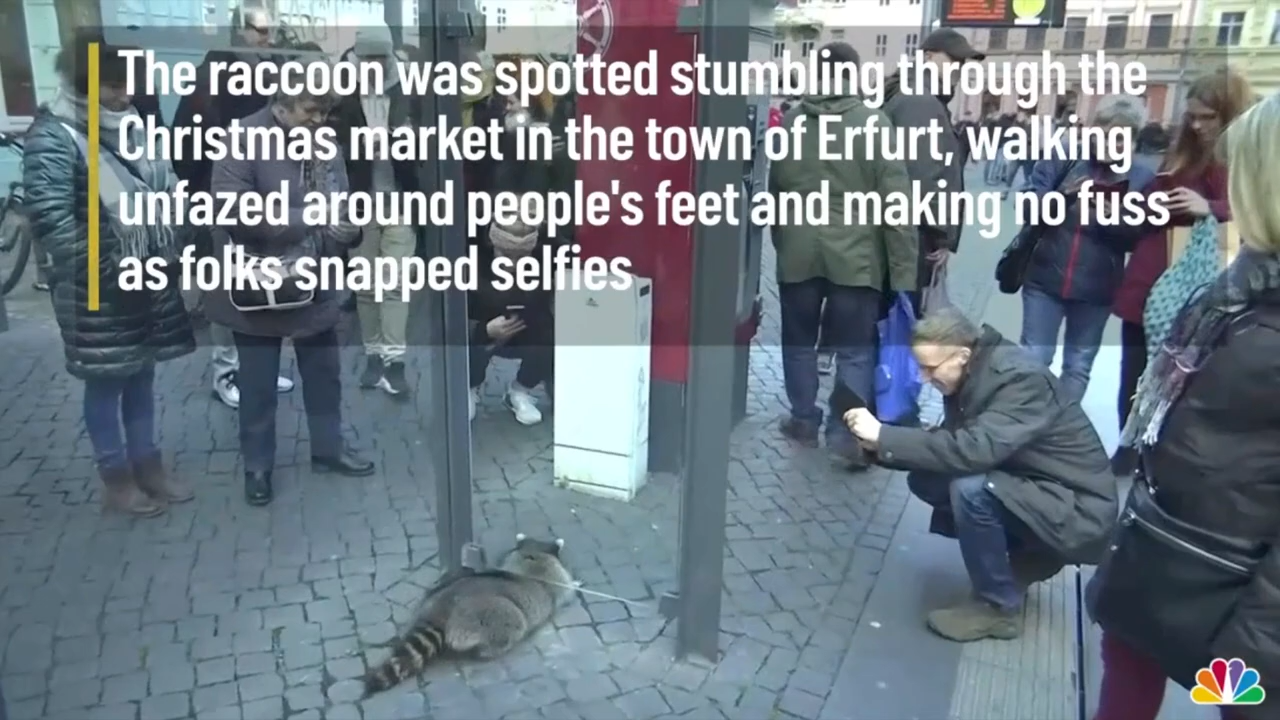 The raccoon was spotted stumbling through the
Christmas market in the town of Erfurt, walking
unfazed around people's feet and making no fuss
as folks snapped selfies